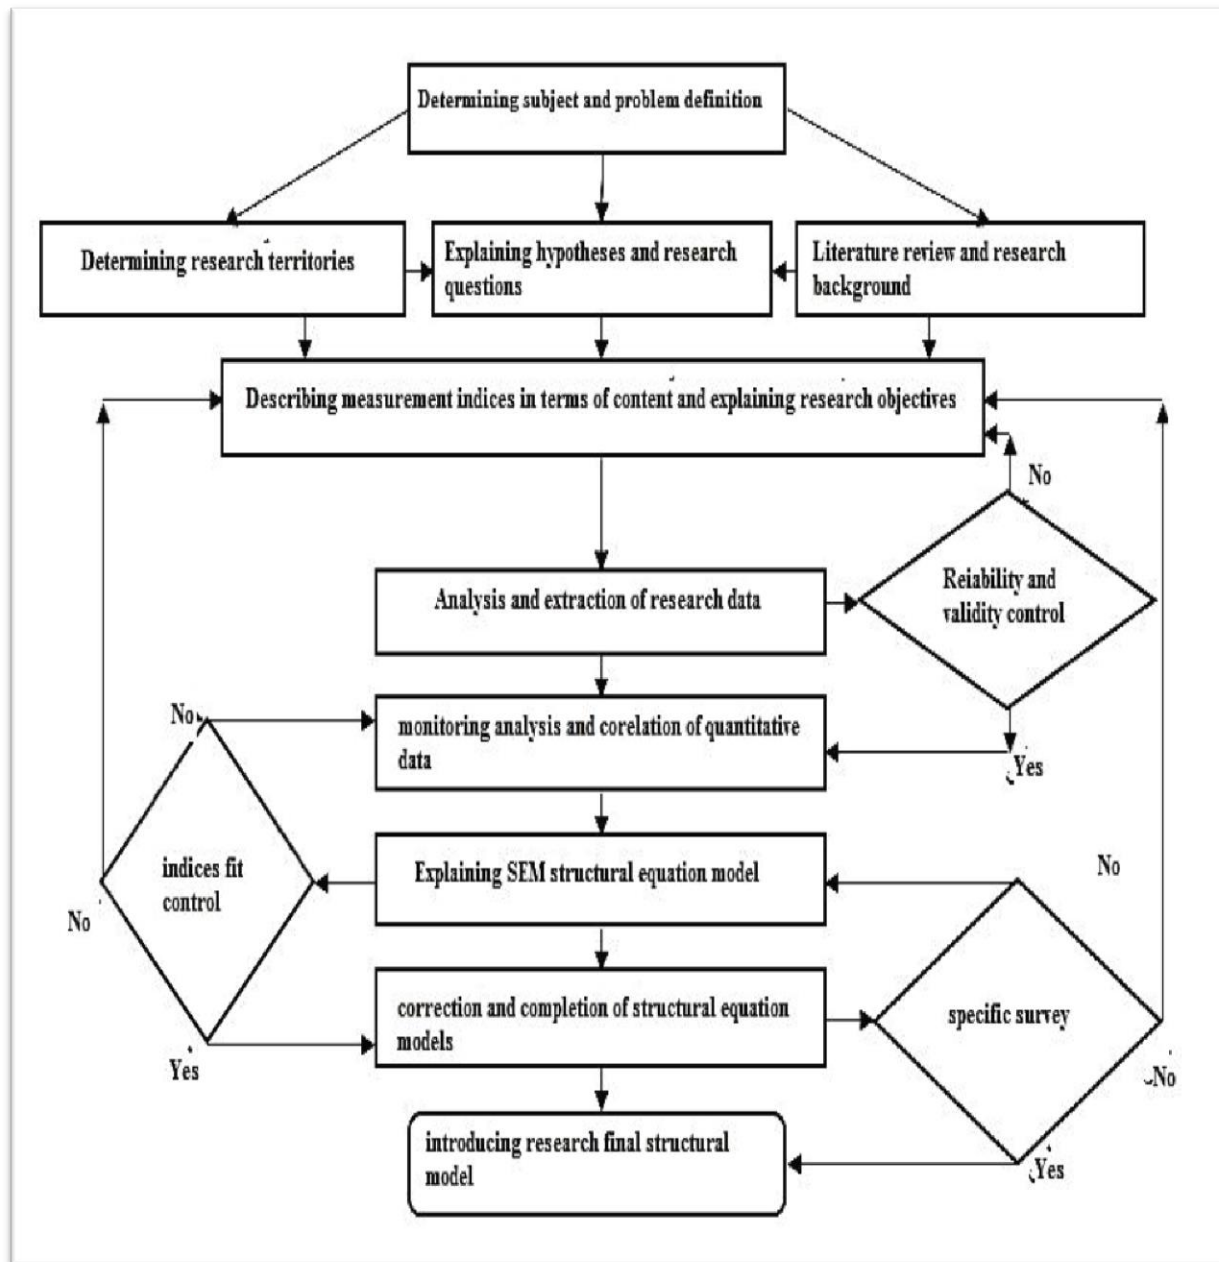 Determining subject and problem definition
Determining research territories
Explaining hypotheses and research
questions
Literature review and research
background
Describing measurement indices in terms of content and explaining research objectives
No
Analysis and extraction of research data
Reiability and
validity control
No
monitoring analysis and corelation of quantitative
data
Yes
indices fit
control
Explaining SEM structural equation model
No
No
correction and completion of structural equation
models
specific survey
Yes
No
introducing research final structural
model
Yes